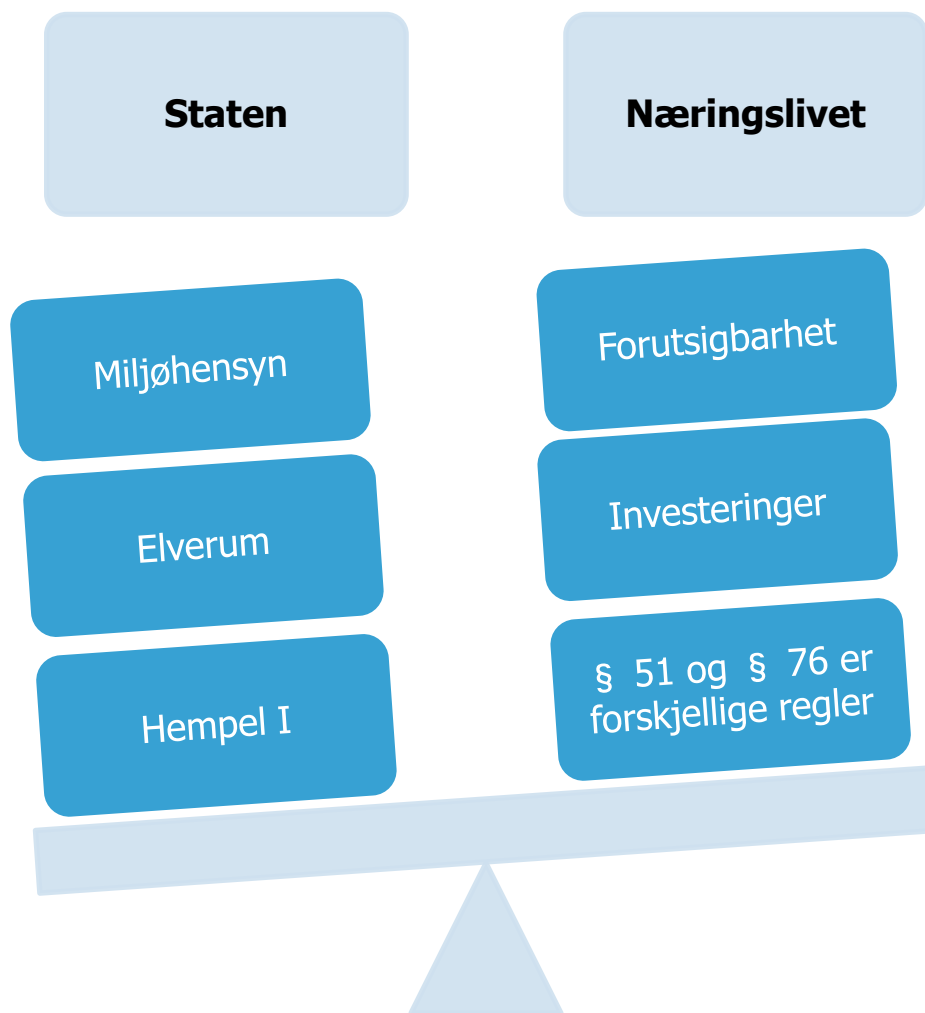 Staten
Næringslivet
Miljøhensyn
Elverum
Hempel I
Forutsigbarhet
Investeringer
§ 51 og § 76 er
forskjellige regler